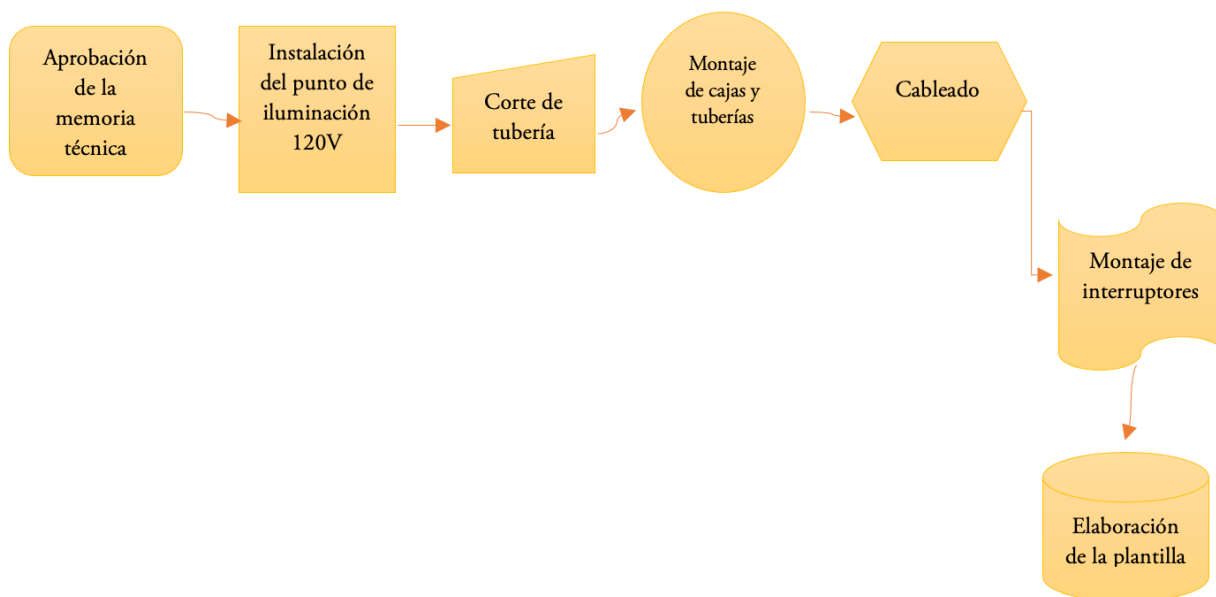 Aprobación
de la
memoria
técnica
Instalación
del punto de
iluminación
120V
Corte de
tubería
Montaje
de cajas y
tuberías
Cableado
Montaje de
interruptores
Elaboración
de la plantilla